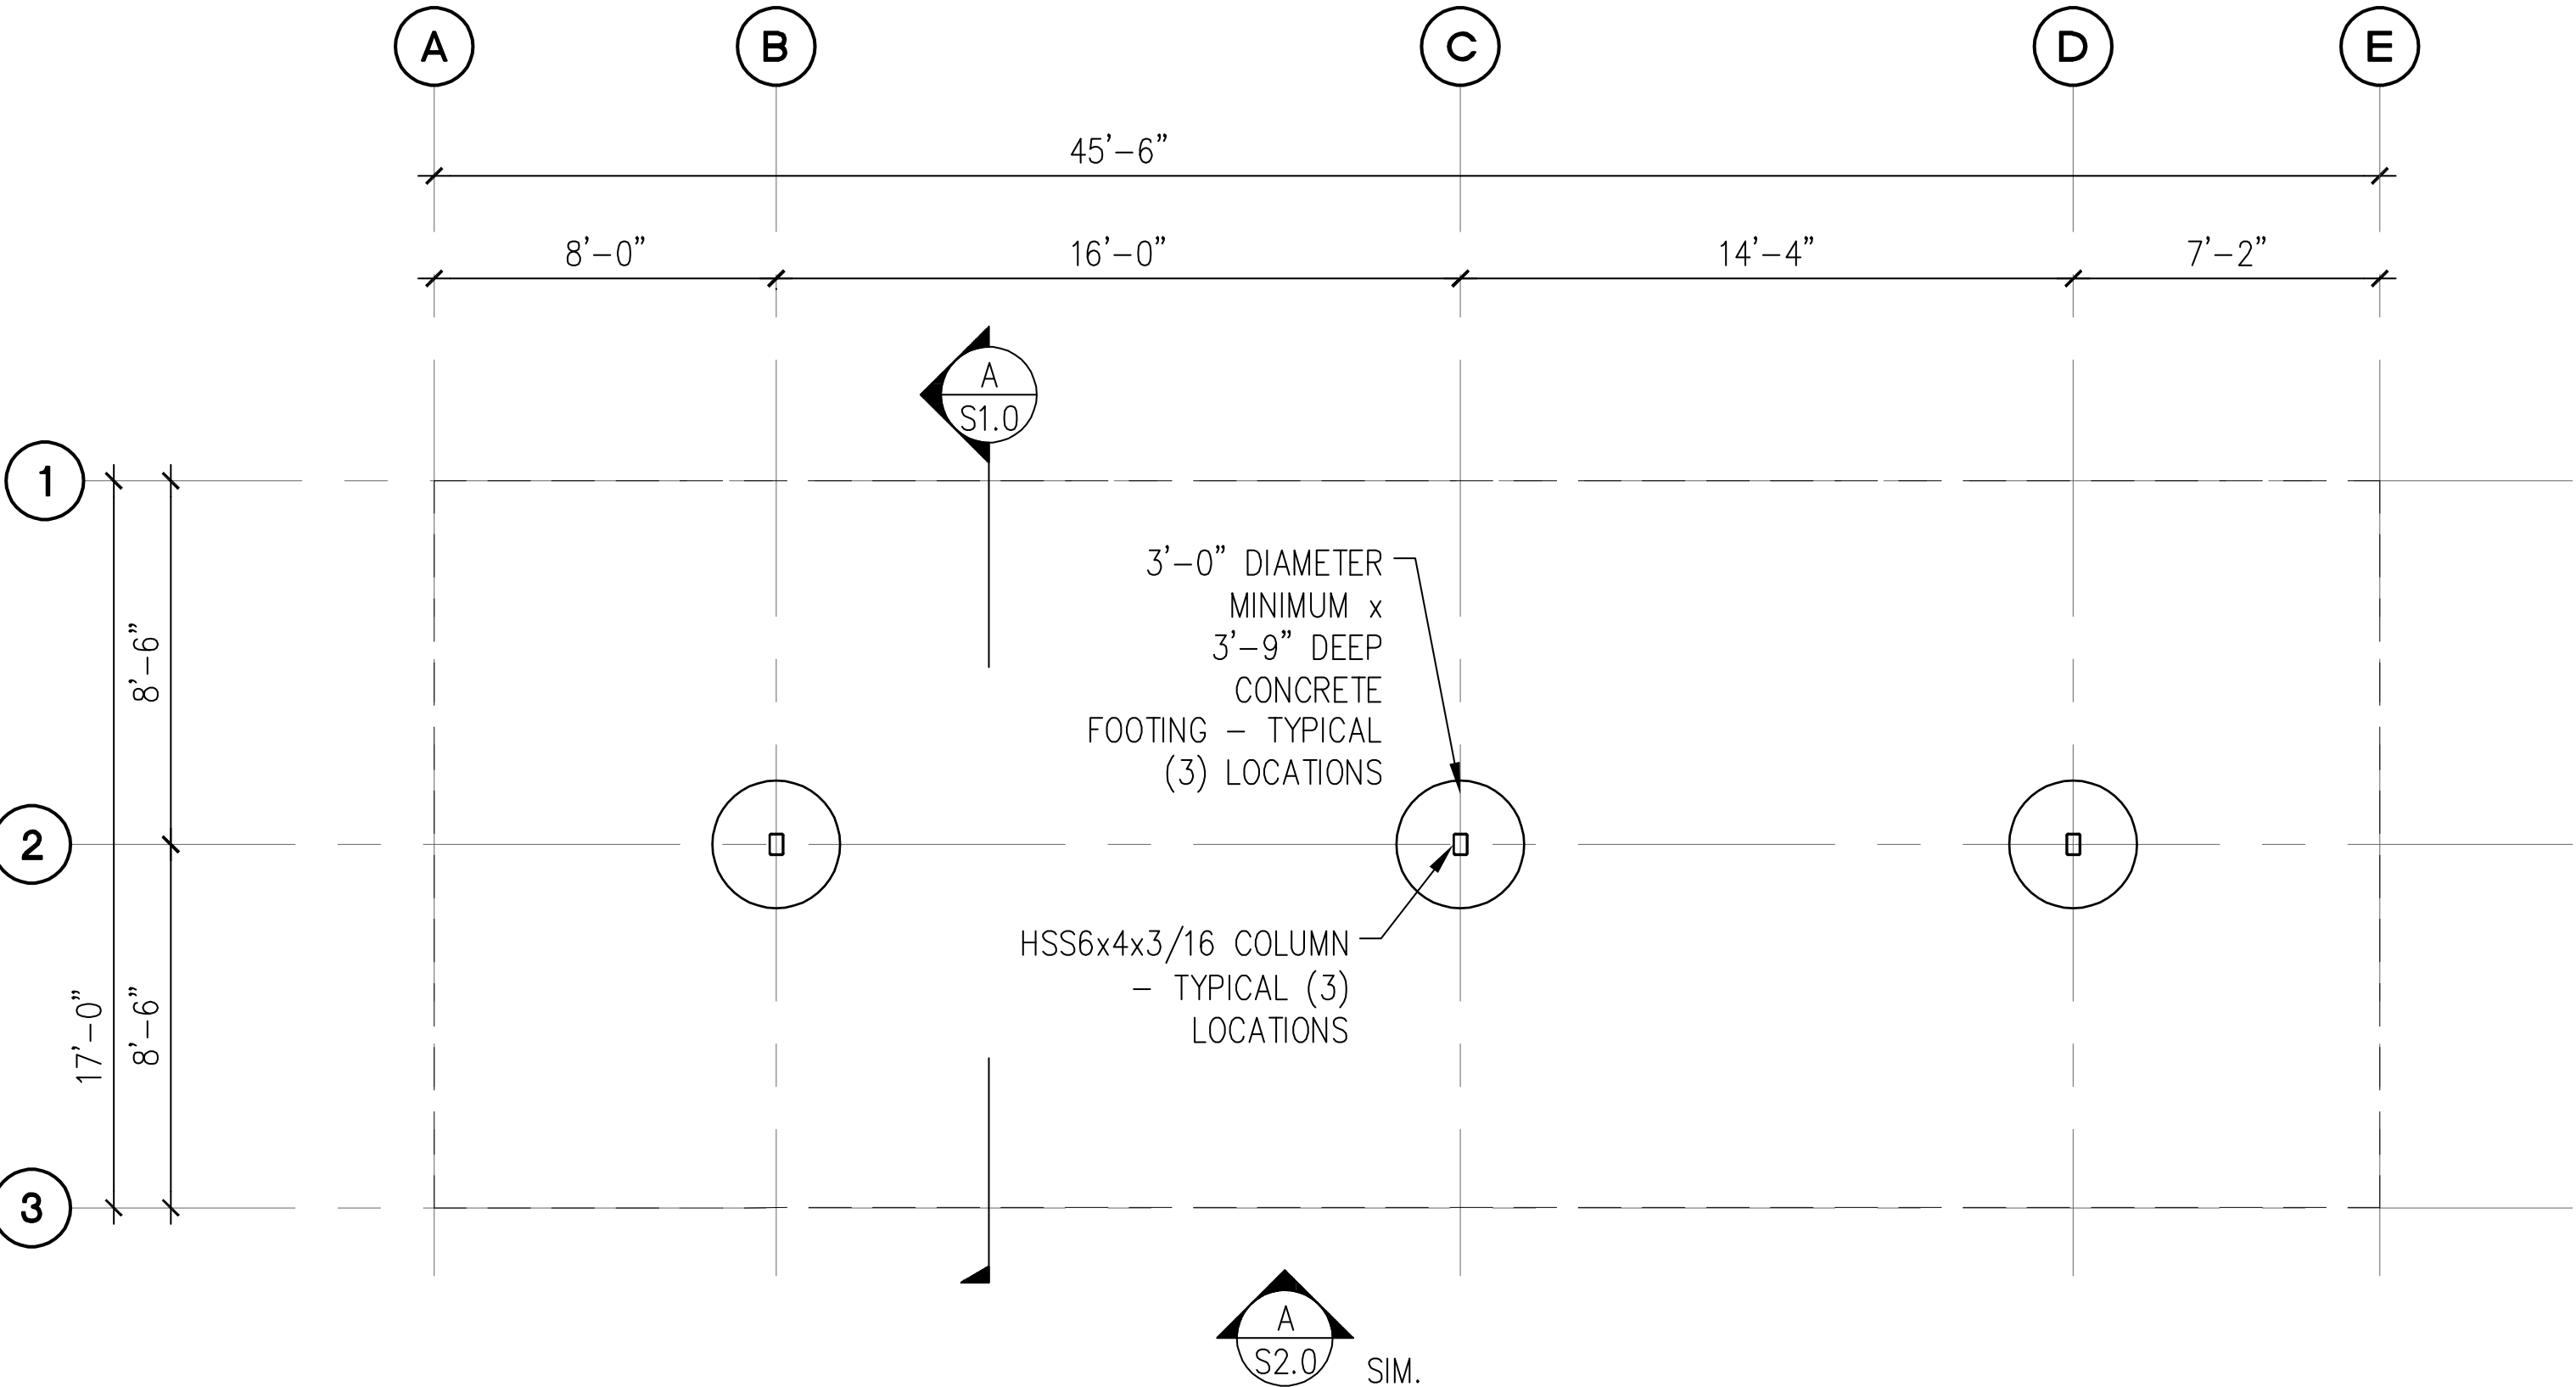 A B C D E
45'-6"
8'-0" 16'-0" 14'-4" 7'-2"
A
S1.0
1
3'-0" DIAMETER
MINIMUM x
3'-9" DEEP
CONCRETE
FOOTING - TYPICAL
(3) LOCATIONS
8'-6"
2
HSS6x4x3/16 COLUMN
- TYPICAL (3)
LOCATIONS
17'-0"
8'-6"
3
A
S2.0 SIM.